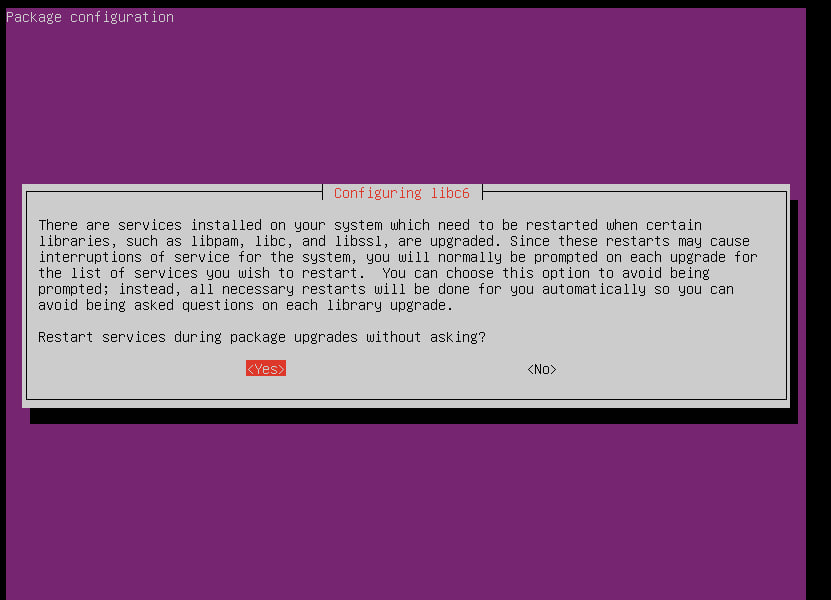 Package configuration
Configuring libc6
There are services installed on your system which need to be restarted when certain
libraries, such as libpam, libc, and libssl, are upgraded. Since these restarts may cause
interruptions of service for the system, you will normally be prompted on each upgrade for
the list of services you wish to restart.  You can choose this option to avoid being
prompted; instead, all necessary restarts will be done for you automatically so you can
avoid being asked questions on each library upgrade.
Restart services during package upgrades without asking?
<Yes> <No>